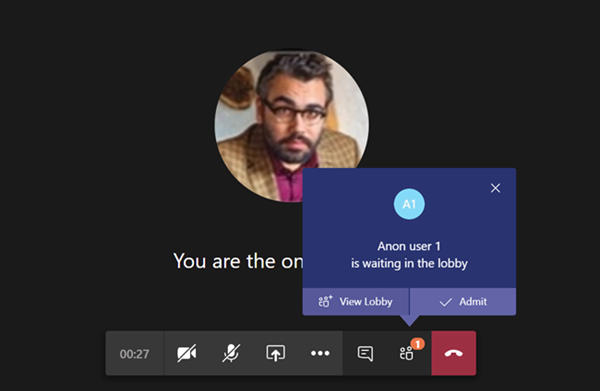 A1
Anon user 1
is waiting in the lobby
You are the on
View Lobby
Admit
00:27
1